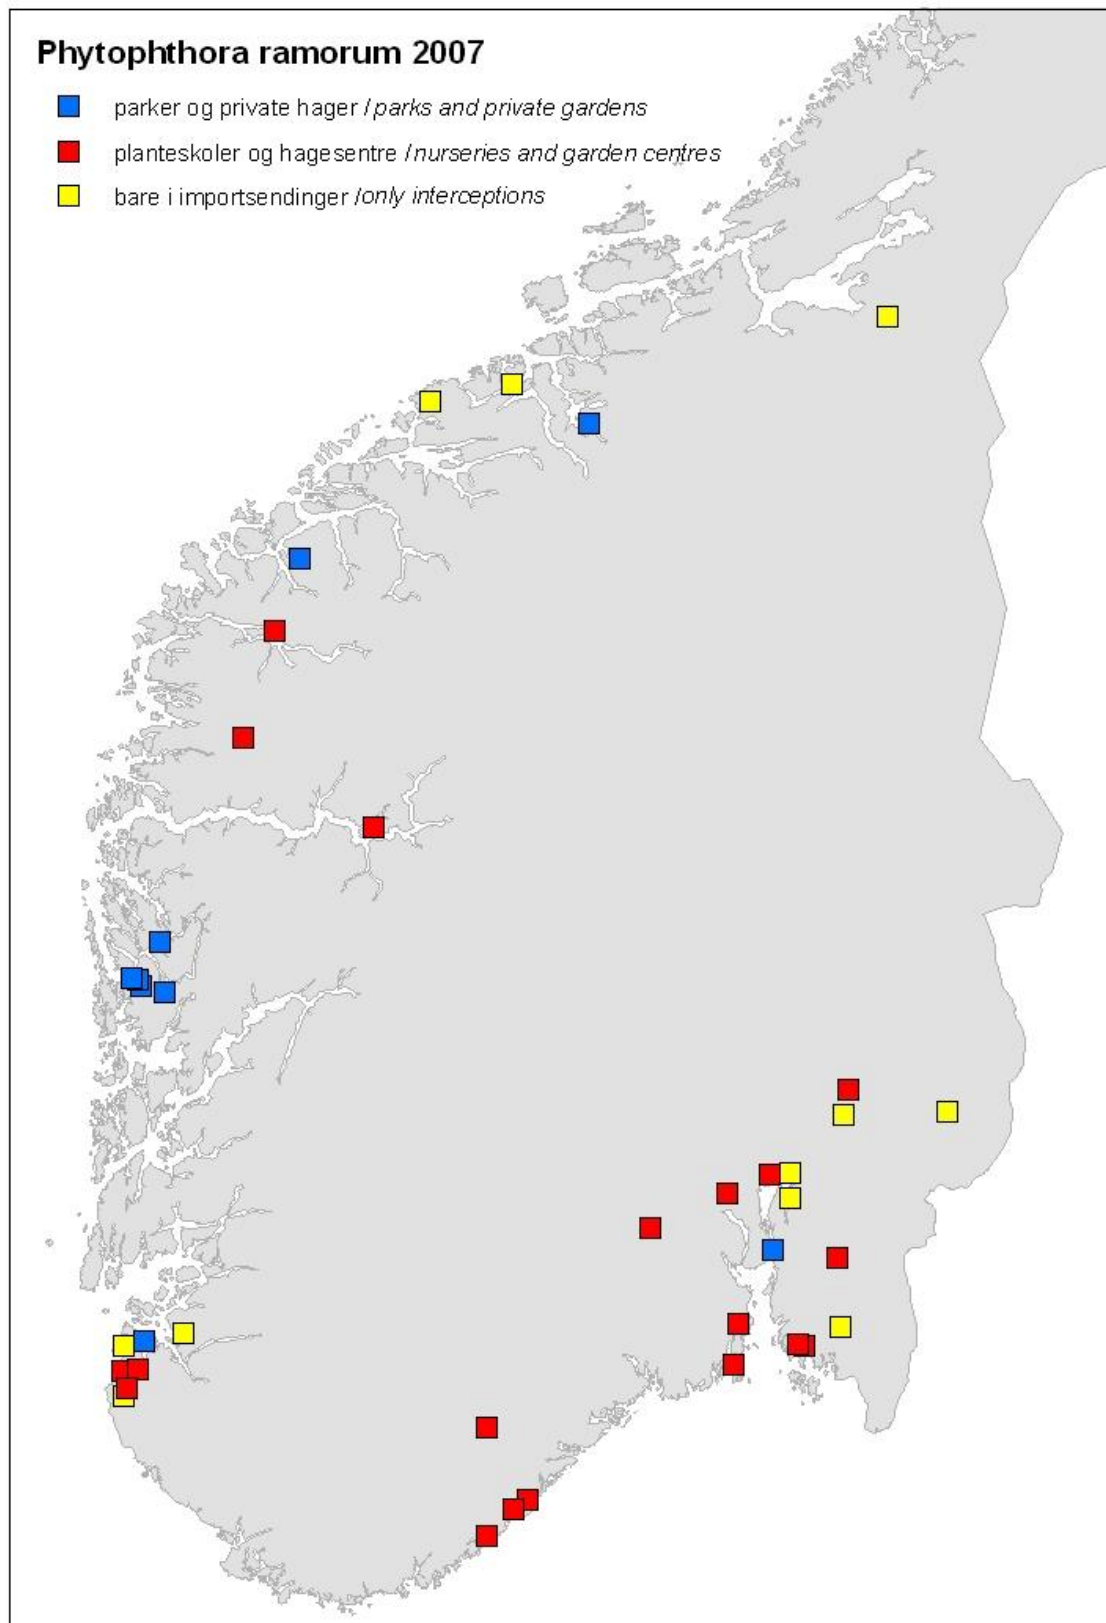 Phytophthora ramorum 2007
parker og private hager / parks and private gardens
planteskoler og hagesentre / nurseries and garden centres
bare i importsendinger / only interceptions